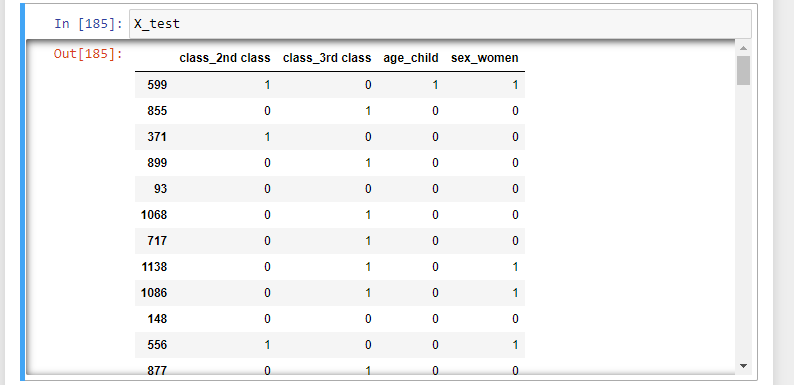 In [185]: X_test
Out[185]:
class_2nd class class_3rd class age_child sex_women
599 1 0 1 1
855 0 1 0 0
371 1 0 0 0
899 0 1 0 0
93 0 0 0 0
1068 0 1 0 0
717 0 1 0 0
1138 0 1 0 1
1086 0 1 0 1
148 0 0 0 0
556 1 0 0 1
877 0 1 0 0